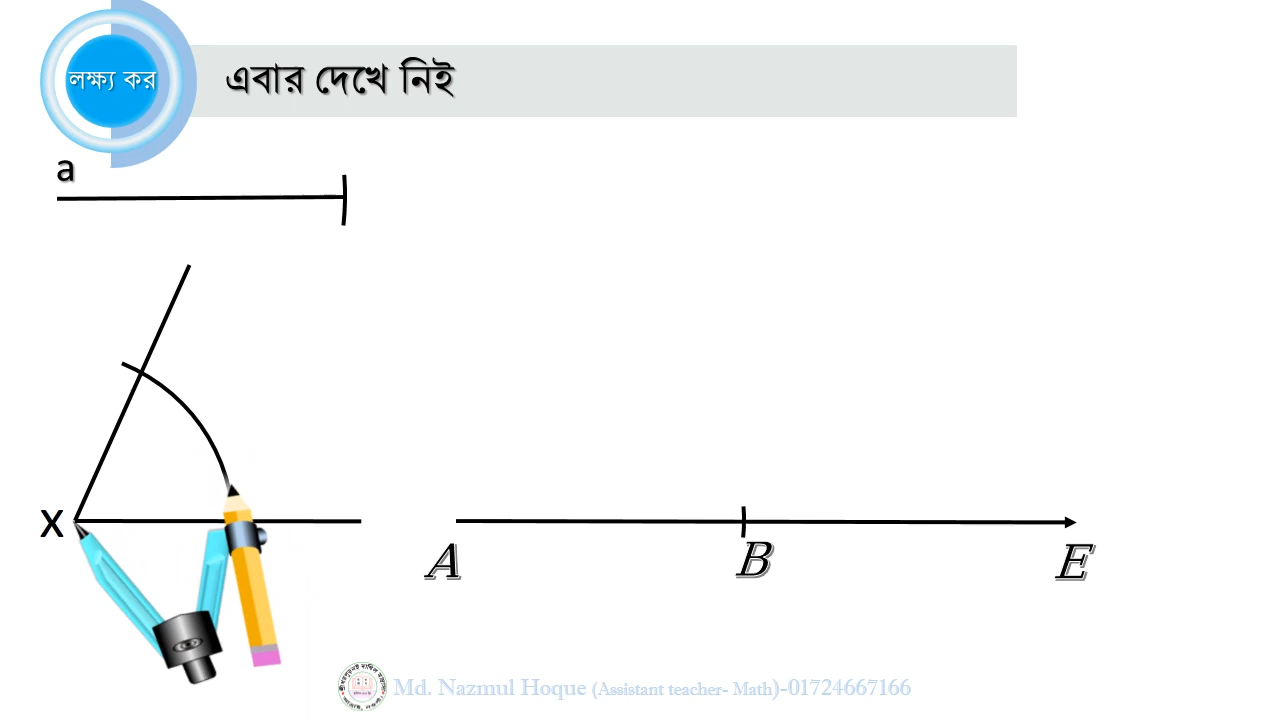 লক্ষ্য কর
এবার দেখে নিই
a
X
A
B
E
Md. Nazmul Hoque (Assistant teacher- Math)-01724667166